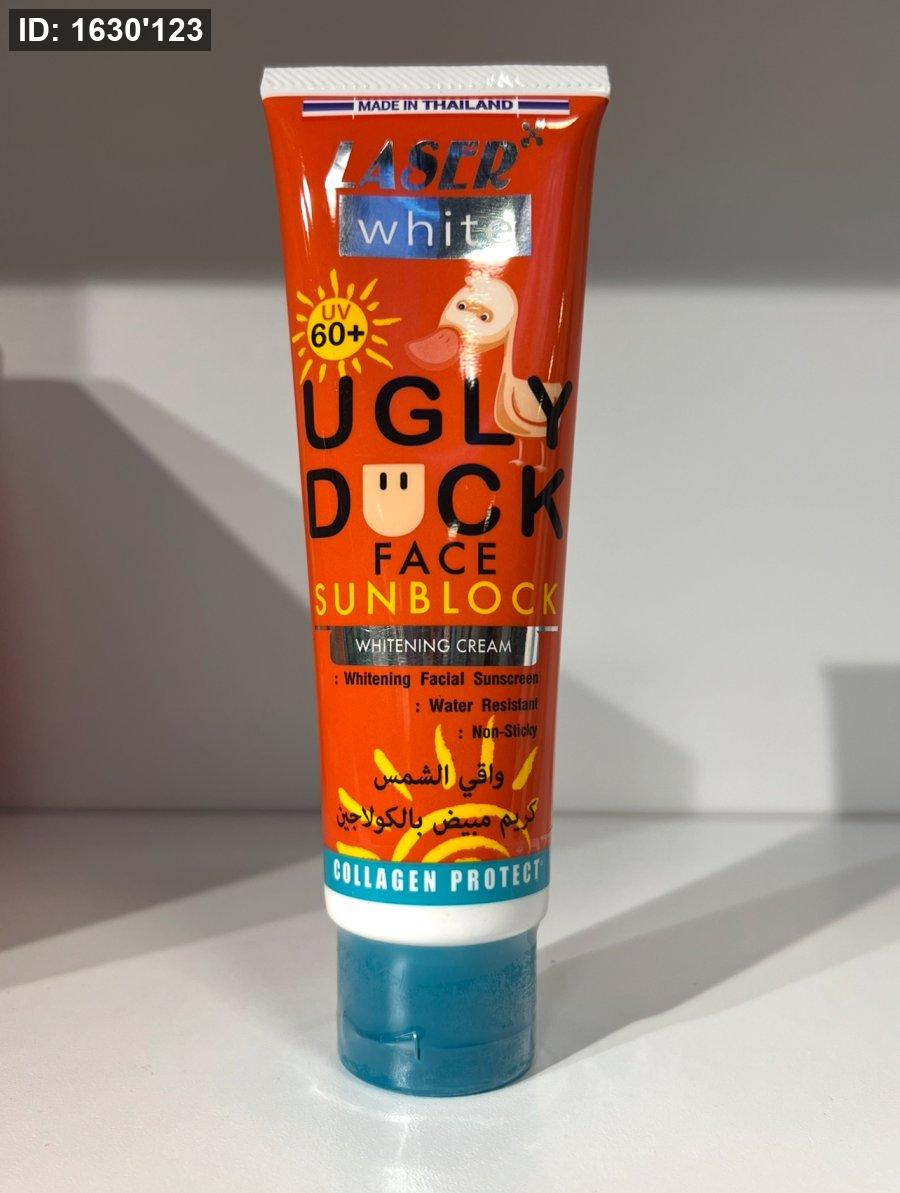 ID: 1630'123
MADE IN THAILAND
LASER
white
UV
60+
UGLY
DUCK
FACE
SUNBLOCK
WHITENING CREAM
: Whitening Facial Sunscreen
: Water Resistant
: Non-Sticky
واقي الشمس
كريم مبيض بالكولاجين
COLLAGEN PROTECT